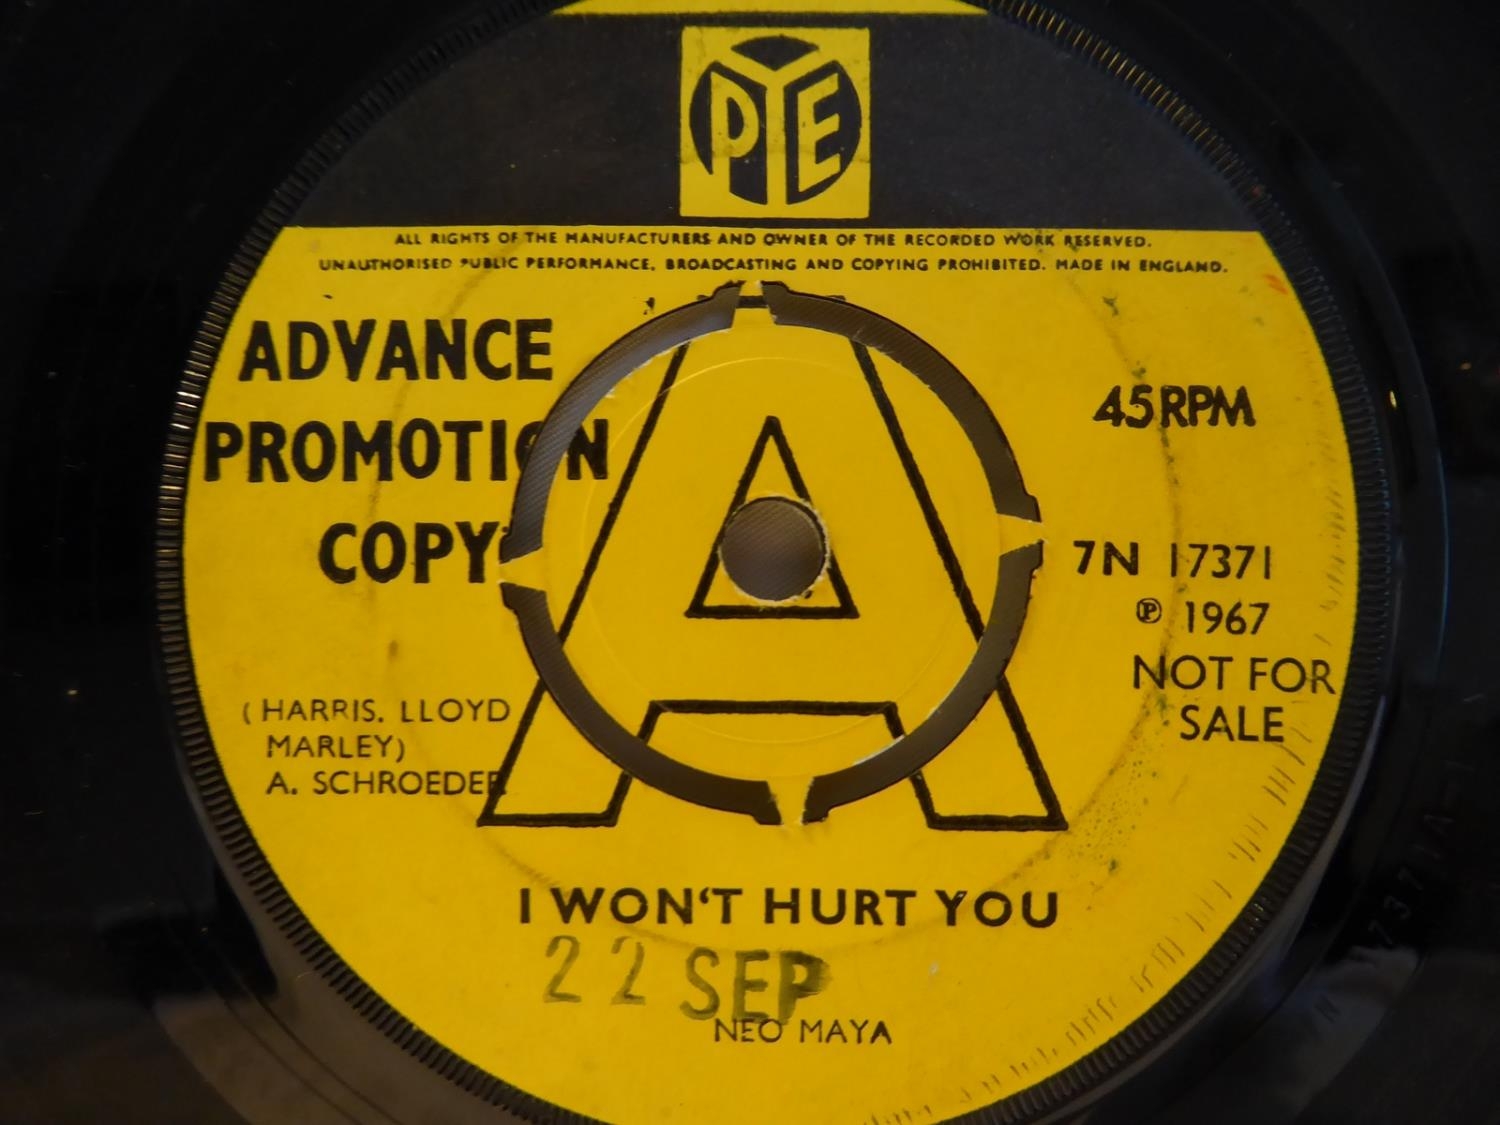 PYE
ALL RIGHTS OF THE MANUFACTURERS AND OWNER OF THE RECORDED WORK RESERVED.
UNAUTHORISED PUBLIC PERFORMANCE, BROADCASTING AND COPYING PROHIBITED. MADE IN ENGLAND.
ADVANCE
PROMOTION
COPY
A
45RPM
7N 17371
℗ 1967
NOT FOR
SALE
(HARRIS. LLOYD
MARLEY)
A. SCHROEDER
I WON'T HURT YOU
22 SEP
NEO MAYA